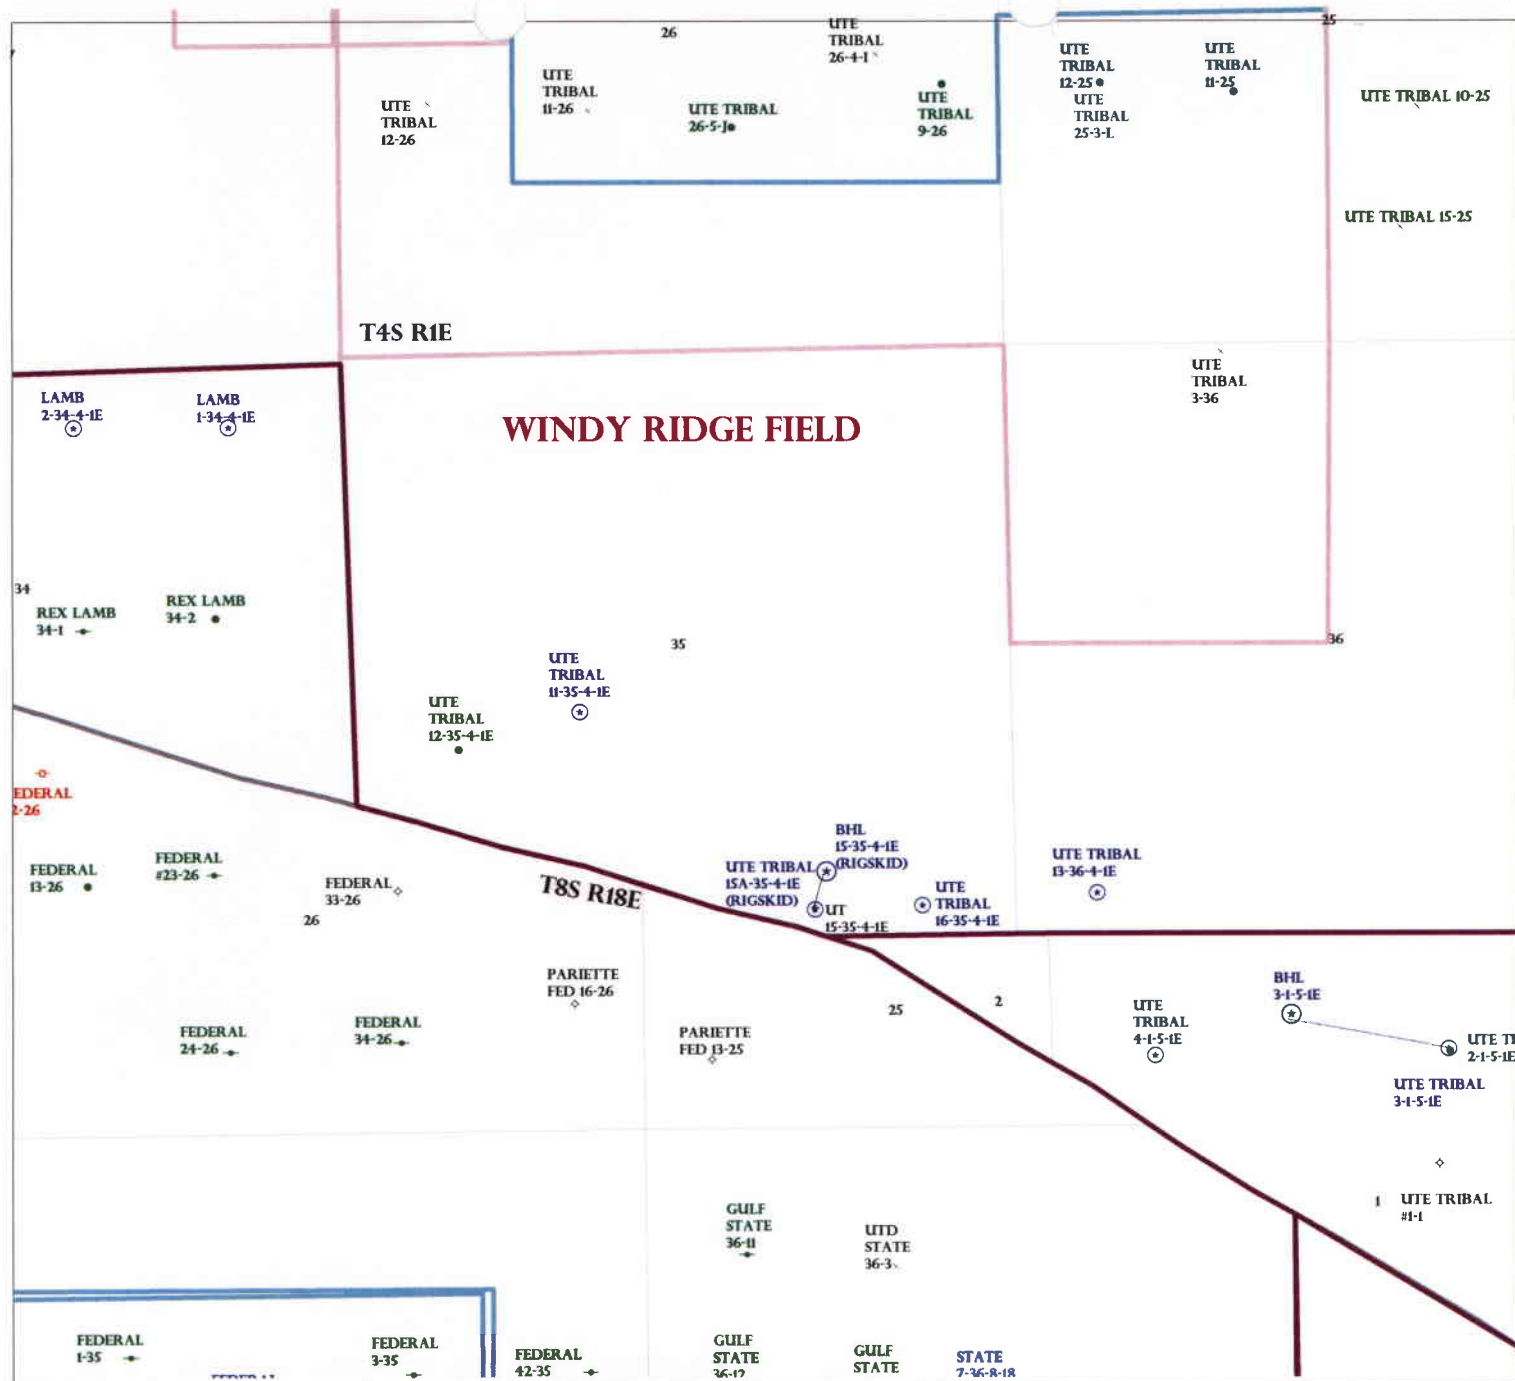 26
25
UTE
TRIBAL
26-4-I
UTE
TRIBAL
11-26
UTE
TRIBAL
12-26
UTE TRIBAL
26-5-J
UTE
TRIBAL
9-26
UTE
TRIBAL
12-25
UTE
TRIBAL
25-3-L
UTE
TRIBAL
11-25
UTE TRIBAL 10-25
UTE TRIBAL 15-25
T4S R1E
LAMB
2-34-4-1E
LAMB
1-34-4-1E
WINDY RIDGE FIELD
UTE
TRIBAL
3-36
34
REX LAMB
34-1
REX LAMB
34-2
35
36
UTE
TRIBAL
11-35-4-1E
UTE
TRIBAL
12-35-4-1E
EDERAL
2-26
FEDERAL
13-26
FEDERAL
#23-26
FEDERAL
33-26
26
T8S R18E
BHL
15-35-4-1E
(RIGSKID)
UTE TRIBAL
15A-35-4-1E
(RIGSKID)
UT
15-35-4-1E
UTE
TRIBAL
16-35-4-1E
UTE TRIBAL
13-36-4-1E
PARIETTE
FED 16-26
25
2
BHL
3-1-5-1E
UTE
TRIBAL
4-1-5-1E
UTE TR
2-1-5-1E
UTE TRIBAL
3-1-5-1E
FEDERAL
24-26
FEDERAL
34-26
PARIETTE
FED 13-25
1
UTE TRIBAL
#1-1
GULF
STATE
36-11
UTD
STATE
36-3
FEDERAL
1-35
FEDERAL
FEDERAL
3-35
FEDERAL
42-35
GULF
STATE
36-12
GULF
STATE
STATE
7-36-8-18